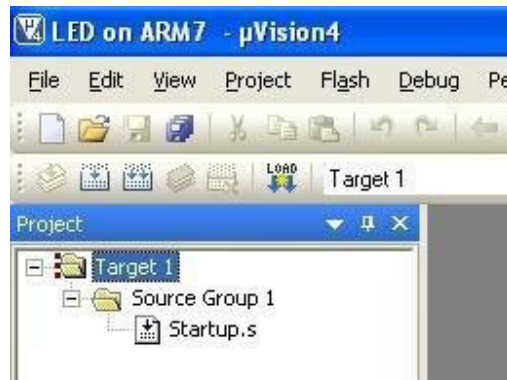 LED on ARM7 - µVision4
File Edit View Project Flash Debug Pe
LOAD Target 1
Project
Target 1
Source Group 1
Startup.s